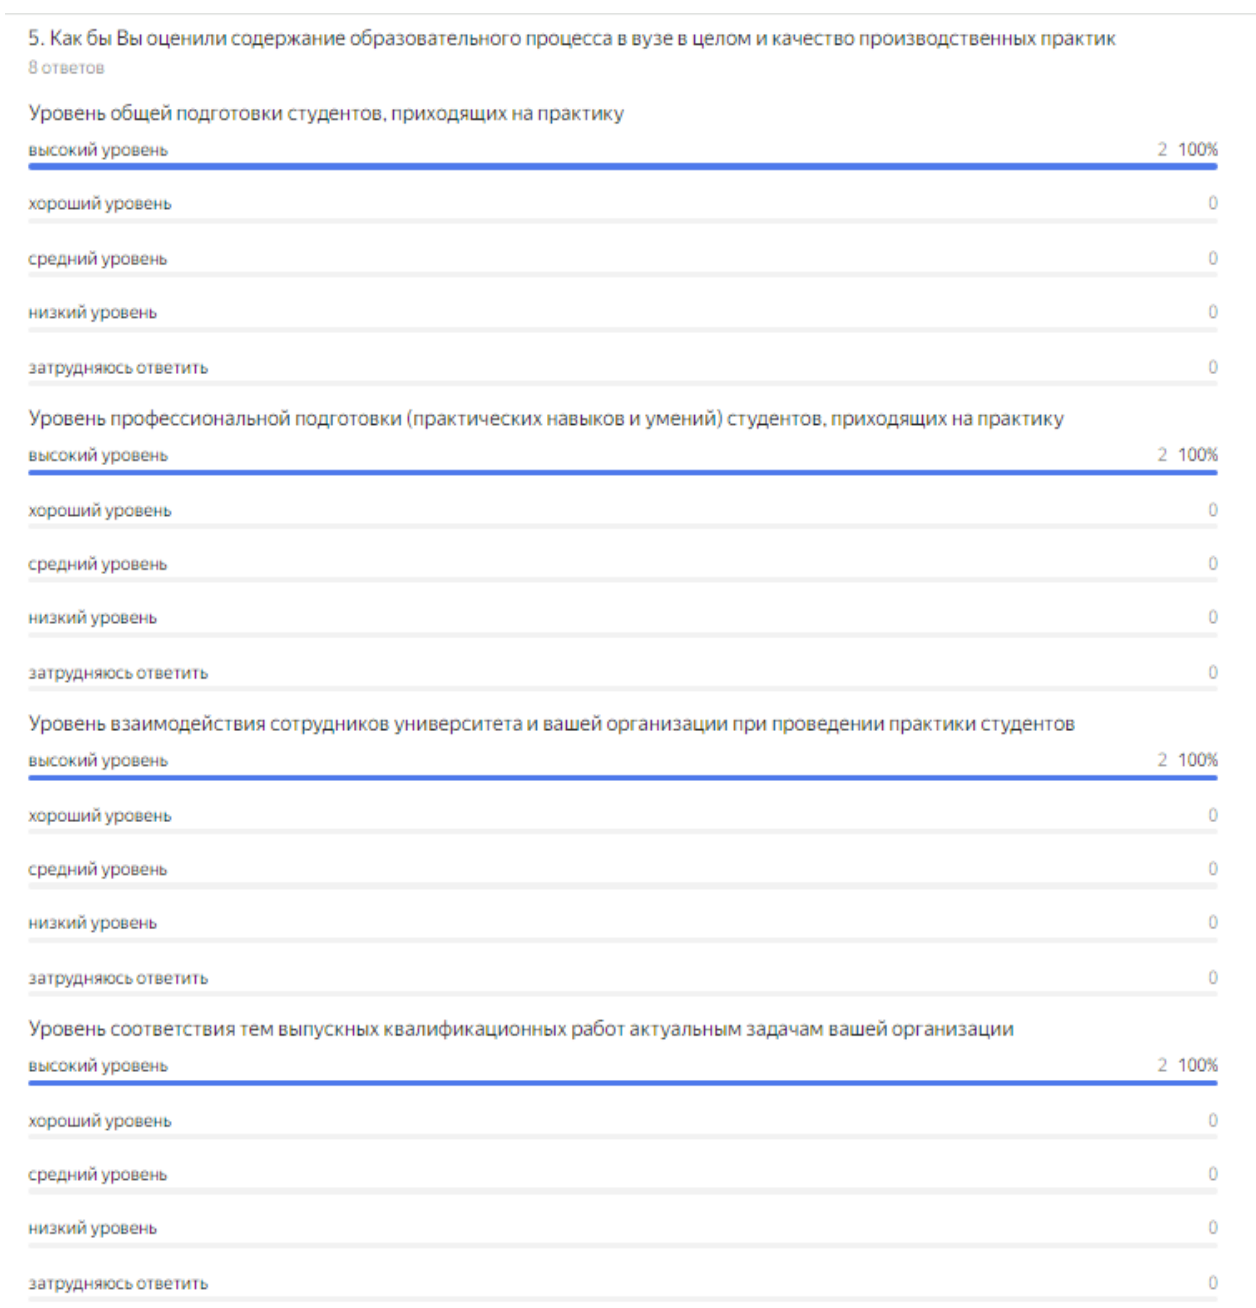 5. Как бы Вы оценили содержание образовательного процесса в вузе в целом и качество производственных практик
8 ответов
Уровень общей подготовки студентов, приходящих на практику
высокий уровень 2 100%
хороший уровень 0
средний уровень 0
низкий уровень 0
затрудняюсь ответить 0
Уровень профессиональной подготовки (практических навыков и умений) студентов, приходящих на практику
высокий уровень 2 100%
хороший уровень 0
средний уровень 0
низкий уровень 0
затрудняюсь ответить 0
Уровень взаимодействия сотрудников университета и вашей организации при проведении практики студентов
высокий уровень 2 100%
хороший уровень 0
средний уровень 0
низкий уровень 0
затрудняюсь ответить 0
Уровень соответствия тем выпускных квалификационных работ актуальным задачам вашей организации
высокий уровень 2 100%
хороший уровень 0
средний уровень 0
низкий уровень 0
затрудняюсь ответить 0